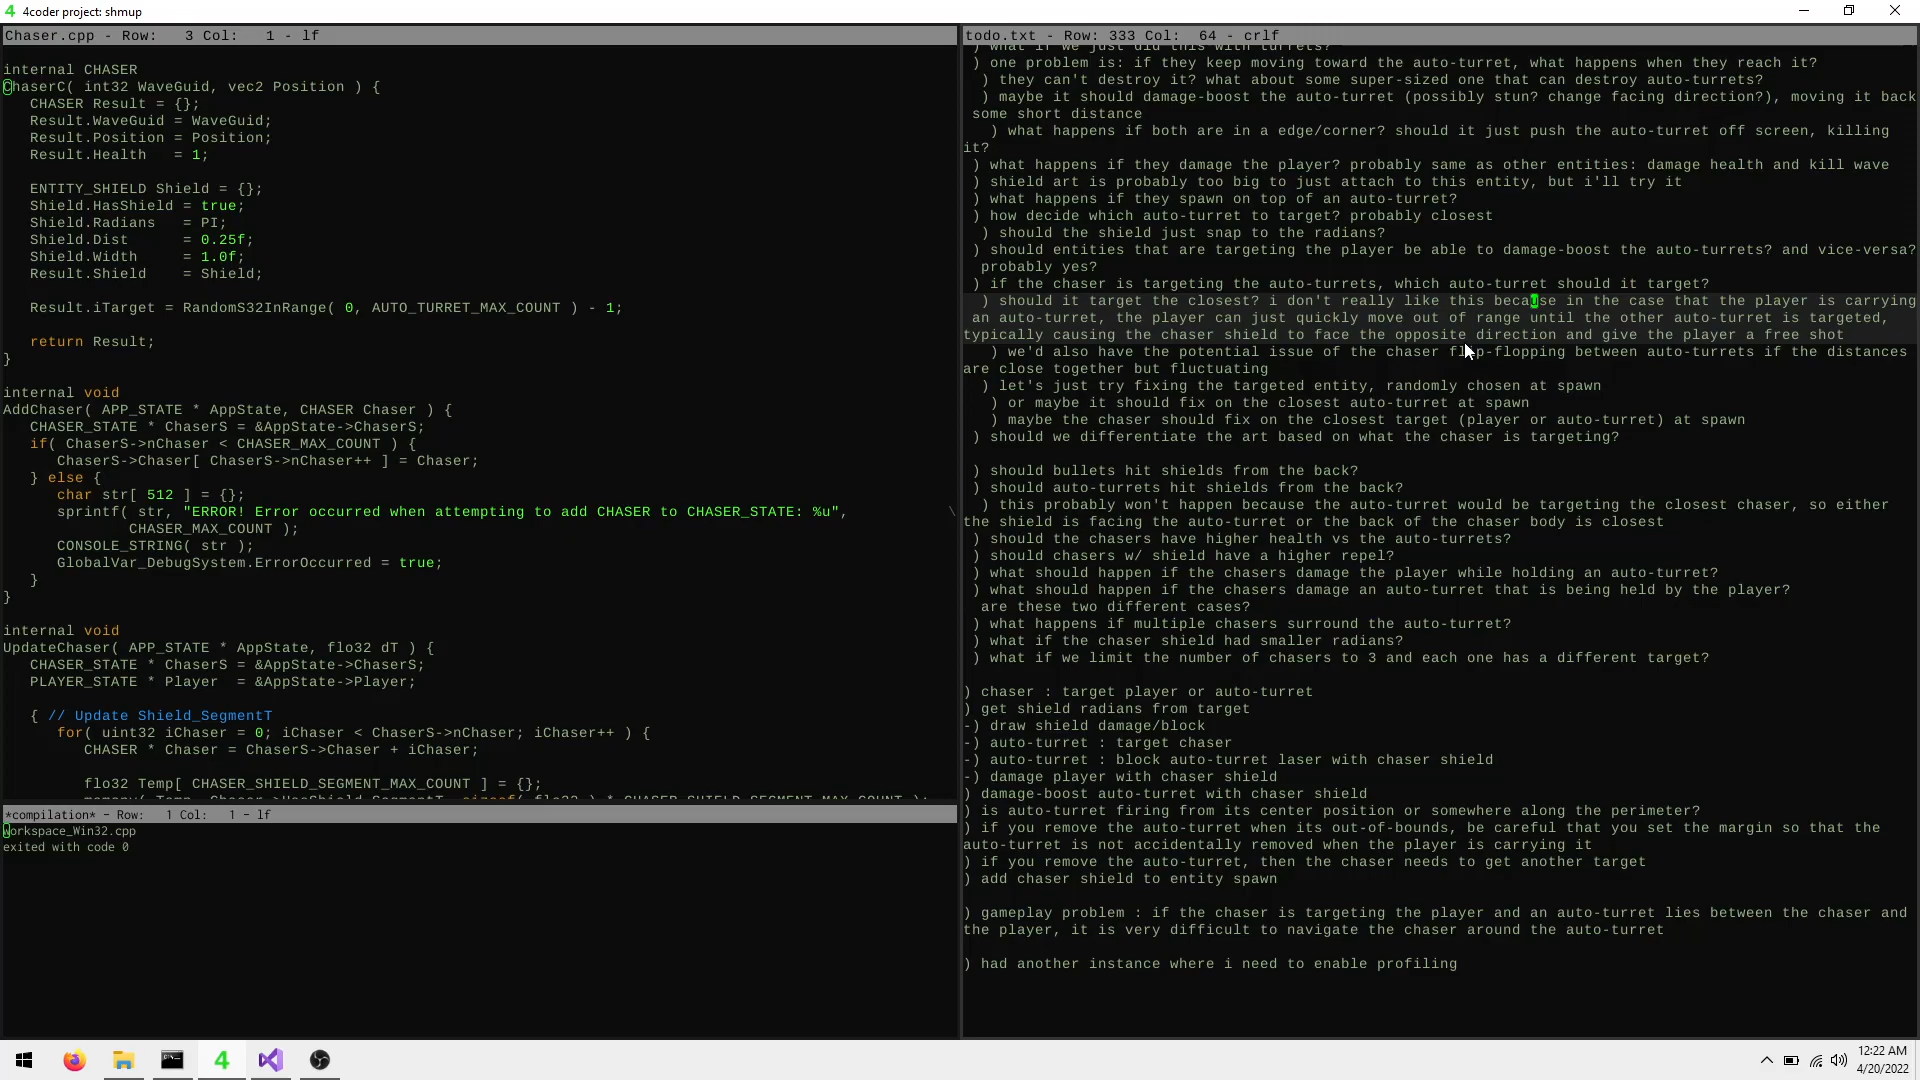 4 4coder project: shmup
Chaser.cpp - Row:   3 Col:   1 - lf
internal CHASER
ChaserC( int32 WaveGuid, vec2 Position ) {
   CHASER Result = {};
   Result.WaveGuid = WaveGuid;
   Result.Position = Position;
   Result.Health   = 1;
   ENTITY_SHIELD Shield = {};
   Shield.HasShield = true;
   Shield.Radians   = PI;
   Shield.Dist      = 0.25f;
   Shield.Width     = 1.0f;
   Result.Shield    = Shield;
   Result.iTarget = RandomS32InRange( 0, AUTO_TURRET_MAX_COUNT ) - 1;
   return Result;
}
internal void
AddChaser( APP_STATE * AppState, CHASER Chaser ) {
   CHASER_STATE * ChaserS = &AppState->ChaserS;
   if( ChaserS->nChaser < CHASER_MAX_COUNT ) {
      ChaserS->Chaser[ ChaserS->nChaser++ ] = Chaser;
   } else {
      char str[ 512 ] = {};
      sprintf( str, "ERROR! Error occurred when attempting to add CHASER to CHASER_STATE: %u", \
              CHASER_MAX_COUNT );
      CONSOLE_STRING( str );
      GlobalVar_DebugSystem.ErrorOccurred = true;
   }
}
internal void
UpdateChaser( APP_STATE * AppState, flo32 dT ) {
   CHASER_STATE * ChaserS = &AppState->ChaserS;
   PLAYER_STATE * Player  = &AppState->Player;
   { // Update Shield_SegmentT
      for( uint32 iChaser = 0; iChaser < ChaserS->nChaser; iChaser++ ) {
         CHASER * Chaser = ChaserS->Chaser + iChaser;
         flo32 Temp[ CHASER_SHIELD_SEGMENT_MAX_COUNT ] = {};
         memcpy( Temp, Chaser->HasShield_SegmentT, sizeof( flo32 ) * CHASER_SHIELD_SEGMENT_MAX_COUNT );
*compilation* - Row:   1 Col:   1 - lf
workspace_Win32.cpp
exited with code 0
todo.txt - Row: 333 Col:  64 - crlf
) what if we just did this with turrets?
) one problem is: if they keep moving toward the auto-turret, what happens when they reach it?
) they can't destroy it? what about some super-sized one that can destroy auto-turrets?
) maybe it should damage-boost the auto-turret (possibly stun? change facing direction?), moving it back
some short distance
) what happens if both are in a edge/corner? should it just push the auto-turret off screen, killing
it?
) what happens if they damage the player? probably same as other entities: damage health and kill wave
) shield art is probably too big to just attach to this entity, but i'll try it
) what happens if they spawn on top of an auto-turret?
) how decide which auto-turret to target? probably closest
) should the shield just snap to the radians?
) should entities that are targeting the player be able to damage-boost the auto-turrets? and vice-versa?
probably yes?
) if the chaser is targeting the auto-turrets, which auto-turret should it target?
) should it target the closest? i don't really like this because in the case that the player is carrying
an auto-turret, the player can just quickly move out of range until the other auto-turret is targeted,
typically causing the chaser shield to face the opposite direction and give the player a free shot
) we'd also have the potential issue of the chaser flip-flopping between auto-turrets if the distances
are close together but fluctuating
) let's just try fixing the targeted entity, randomly chosen at spawn
) or maybe it should fix on the closest auto-turret at spawn
) maybe the chaser should fix on the closest target (player or auto-turret) at spawn
) should we differentiate the art based on what the chaser is targeting?
) should bullets hit shields from the back?
) should auto-turrets hit shields from the back?
) this probably won't happen because the auto-turret would be targeting the closest chaser, so either
the shield is facing the auto-turret or the back of the chaser body is closest
) should the chasers have higher health vs the auto-turrets?
) should chasers w/ shield have a higher repel?
) what should happen if the chasers damage the player while holding an auto-turret?
) what should happen if the chasers damage an auto-turret that is being held by the player?
are these two different cases?
) what happens if multiple chasers surround the auto-turret?
) what if the chaser shield had smaller radians?
) what if we limit the number of chasers to 3 and each one has a different target?
) chaser : target player or auto-turret
) get shield radians from target
-) draw shield damage/block
-) auto-turret : target chaser
-) auto-turret : block auto-turret laser with chaser shield
-) damage player with chaser shield
) damage-boost auto-turret with chaser shield
) is auto-turret firing from its center position or somewhere along the perimeter?
) if you remove the auto-turret when its out-of-bounds, be careful that you set the margin so that the
auto-turret is not accidentally removed when the player is carrying it
) if you remove the auto-turret, then the chaser needs to get another target
) add chaser shield to entity spawn
) gameplay problem : if the chaser is targeting the player and an auto-turret lies between the chaser and
the player, it is very difficult to navigate the chaser around the auto-turret
) had another instance where i need to enable profiling
4
12:22 AM
4/20/2022